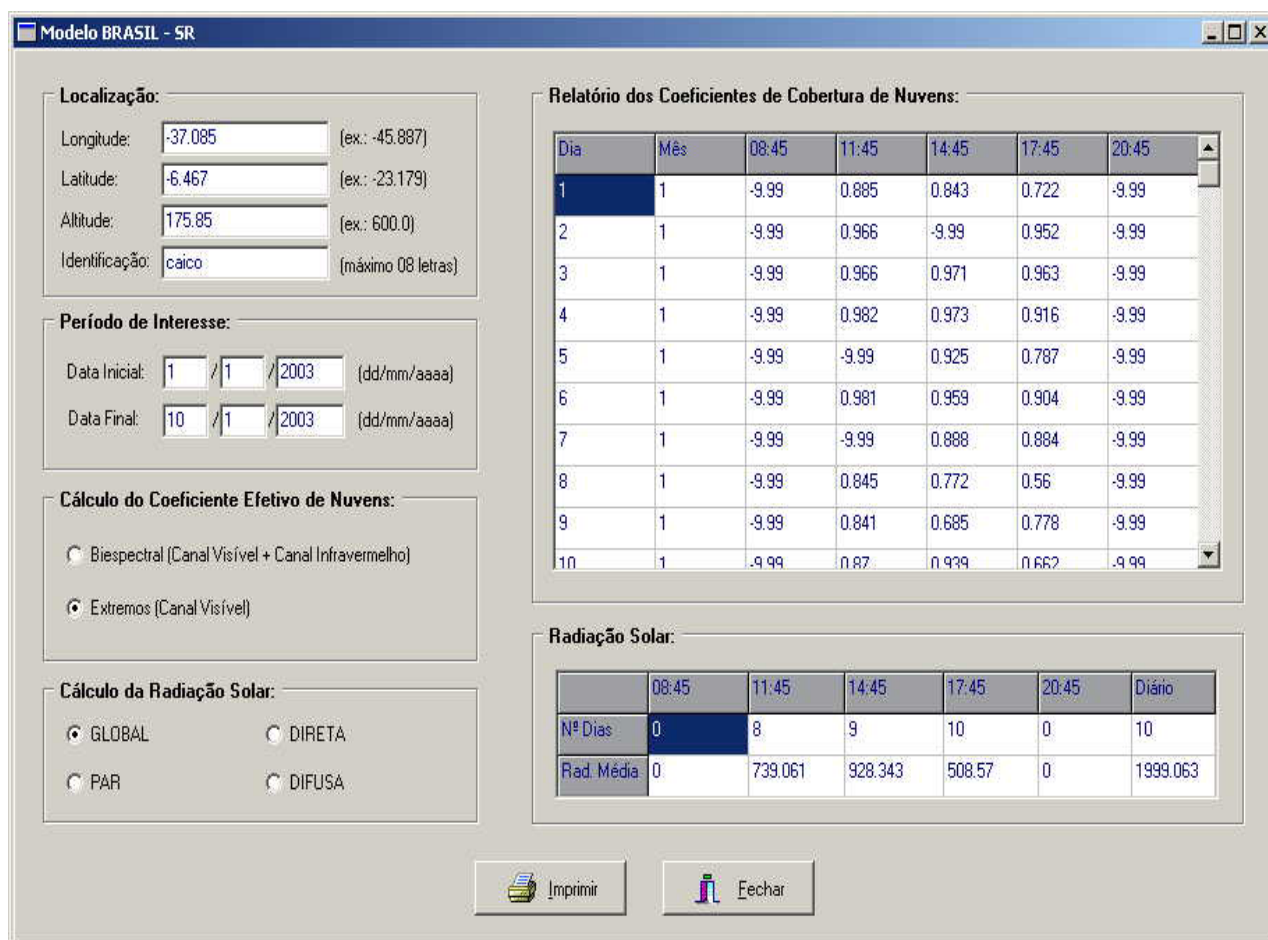 Modelo BRASIL - SR
Localização:
Longitude: -37.085 (ex.: -45.887)
Latitude: -6.467 (ex.: -23.179)
Altitude: 175.85 (ex.: 600.0)
Identificação: caico (máximo 08 letras)
Período de Interesse:
Data Inicial: 1 / 1 / 2003 (dd/mm/aaaa)
Data Final: 10 / 1 / 2003 (dd/mm/aaaa)
Cálculo do Coeficiente Efetivo de Nuvens:
Biespectral (Canal Visível + Canal Infravermelho)
Extremos (Canal Visível)
Cálculo da Radiação Solar:
GLOBAL DIRETA
PAR DIFUSA
Relatório dos Coeficientes de Cobertura de Nuvens:
Dia Mês 08:45 11:45 14:45 17:45 20:45
1 1 -9.99 0.885 0.843 0.722 -9.99
2 1 -9.99 0.966 -9.99 0.952 -9.99
3 1 -9.99 0.966 0.971 0.963 -9.99
4 1 -9.99 0.982 0.973 0.916 -9.99
5 1 -9.99 -9.99 0.925 0.787 -9.99
6 1 -9.99 0.981 0.959 0.904 -9.99
7 1 -9.99 -9.99 0.888 0.884 -9.99
8 1 -9.99 0.845 0.772 0.56 -9.99
9 1 -9.99 0.841 0.685 0.778 -9.99
10 1 -9.99 0.87 0.939 0.662 -9.99
Radiação Solar:
08:45 11:45 14:45 17:45 20:45 Diário
Nº Dias 0 8 9 10 0 10
Rad. Média 0 739.061 928.343 508.57 0 1999.063
Imprimir Fechar